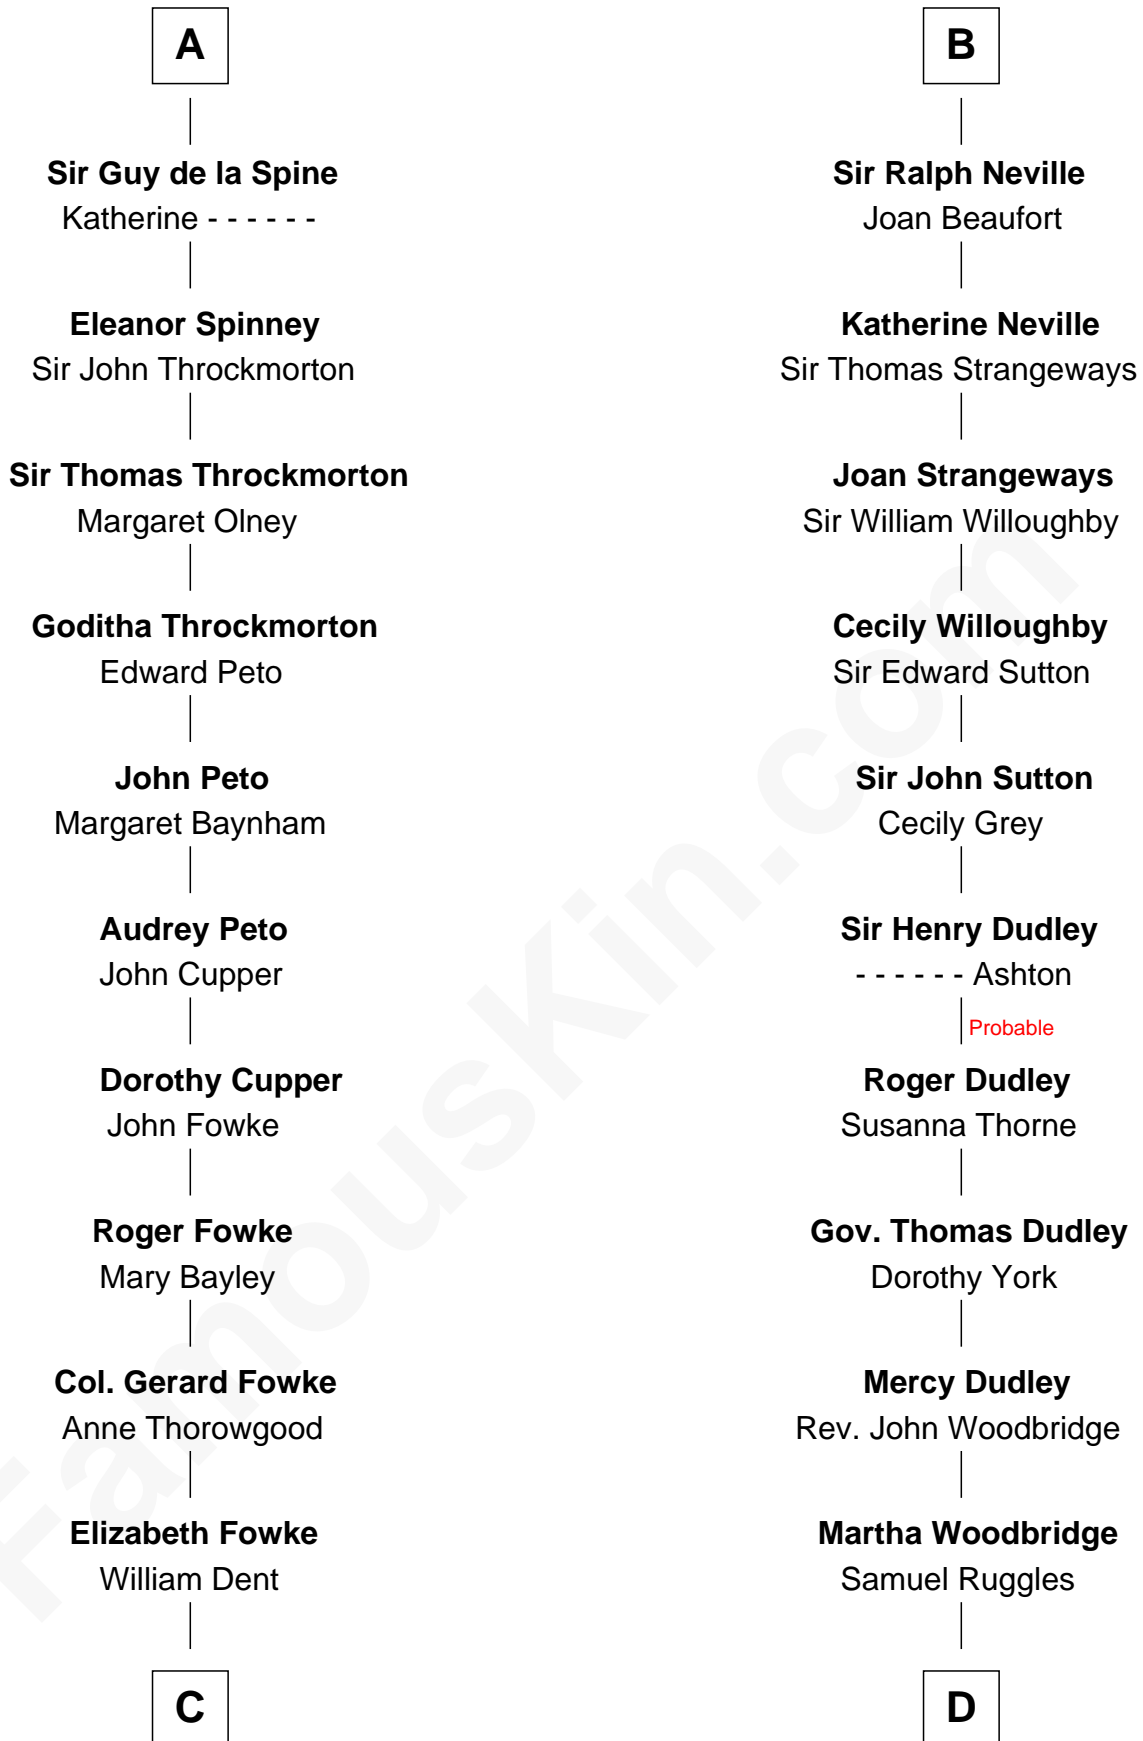 A
Sir Guy de la Spine
Katherine - - - - - -
Eleanor Spinney
Sir John Throckmorton
Sir Thomas Throckmorton
Margaret Olney
Goditha Throckmorton
Edward Peto
John Peto
Margaret Baynham
Audrey Peto
John Cupper
Dorothy Cupper
John Fowke
Roger Fowke
Mary Bayley
Col. Gerard Fowke
Anne Thorowgood
Elizabeth Fowke
William Dent
C
B
Sir Ralph Neville
Joan Beaufort
Katherine Neville
Sir Thomas Strangeways
Joan Strangeways
Sir William Willoughby
Cecily Willoughby
Sir Edward Sutton
Sir John Sutton
Cecily Grey
Sir Henry Dudley
- - - - - - Ashton
Probable
Roger Dudley
Susanna Thorne
Gov. Thomas Dudley
Dorothy York
Mercy Dudley
Rev. John Woodbridge
Martha Woodbridge
Samuel Ruggles
D
FamousKin.com